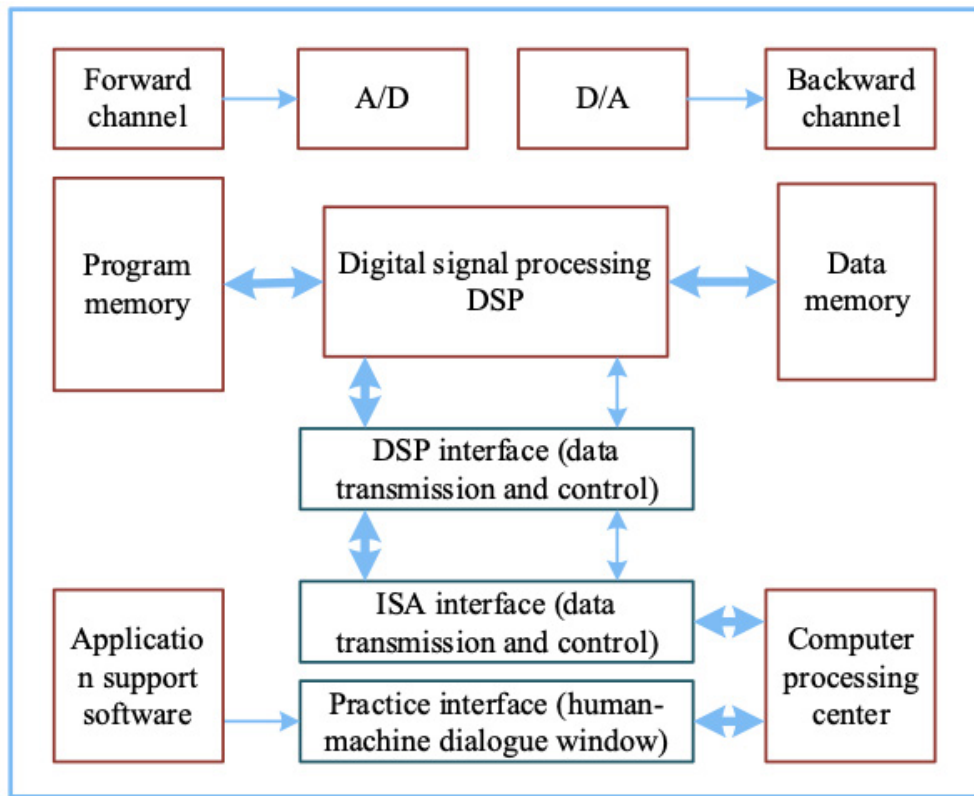 Forward
channel
A/D
D/A
Backward
channel
Program
memory
Digital signal processing
DSP
Data
memory
DSP interface (data
transmission and control)
ISA interface (data
transmission and control)
Applicatio
n support
software
Computer
processing
center
Practice interface (human-
machine dialogue window)